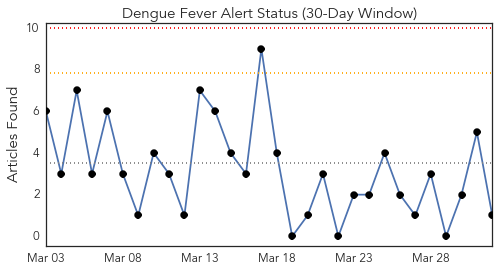 Dengue Fever Alert Status (30-Day Window)
Articles Found
10
8
6
4
2
0
Mar 03 Mar 08 Mar 13 Mar 18 Mar 23 Mar 28